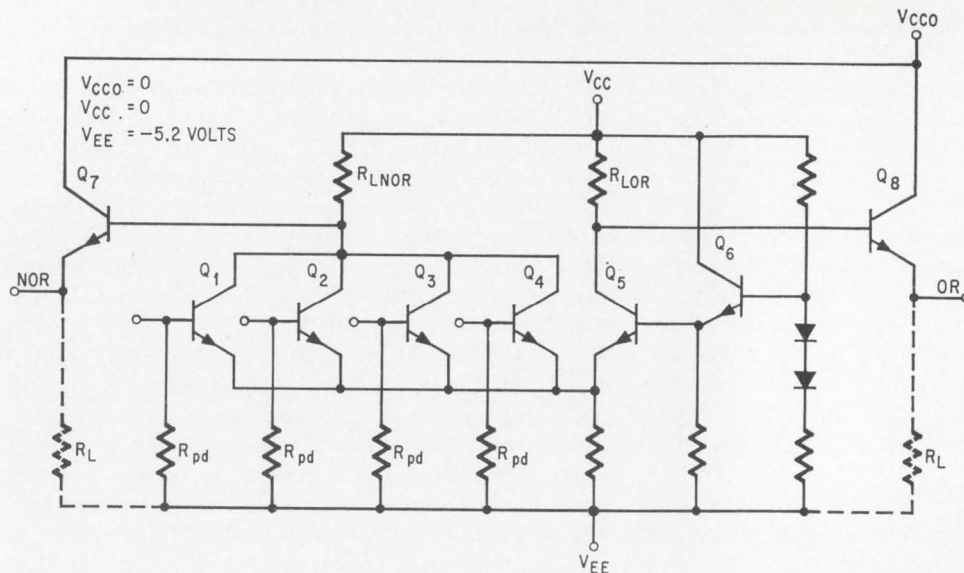 VCCO
VCCO = 0
VCC = 0
VEE = −5.2 VOLTS
VCC
Q7
RLNOR
RLOR
Q8
Q6
NOR
Q1
Q2
Q3
Q4
Q5
OR
RL
Rpd
Rpd
Rpd
Rpd
RL
VEE